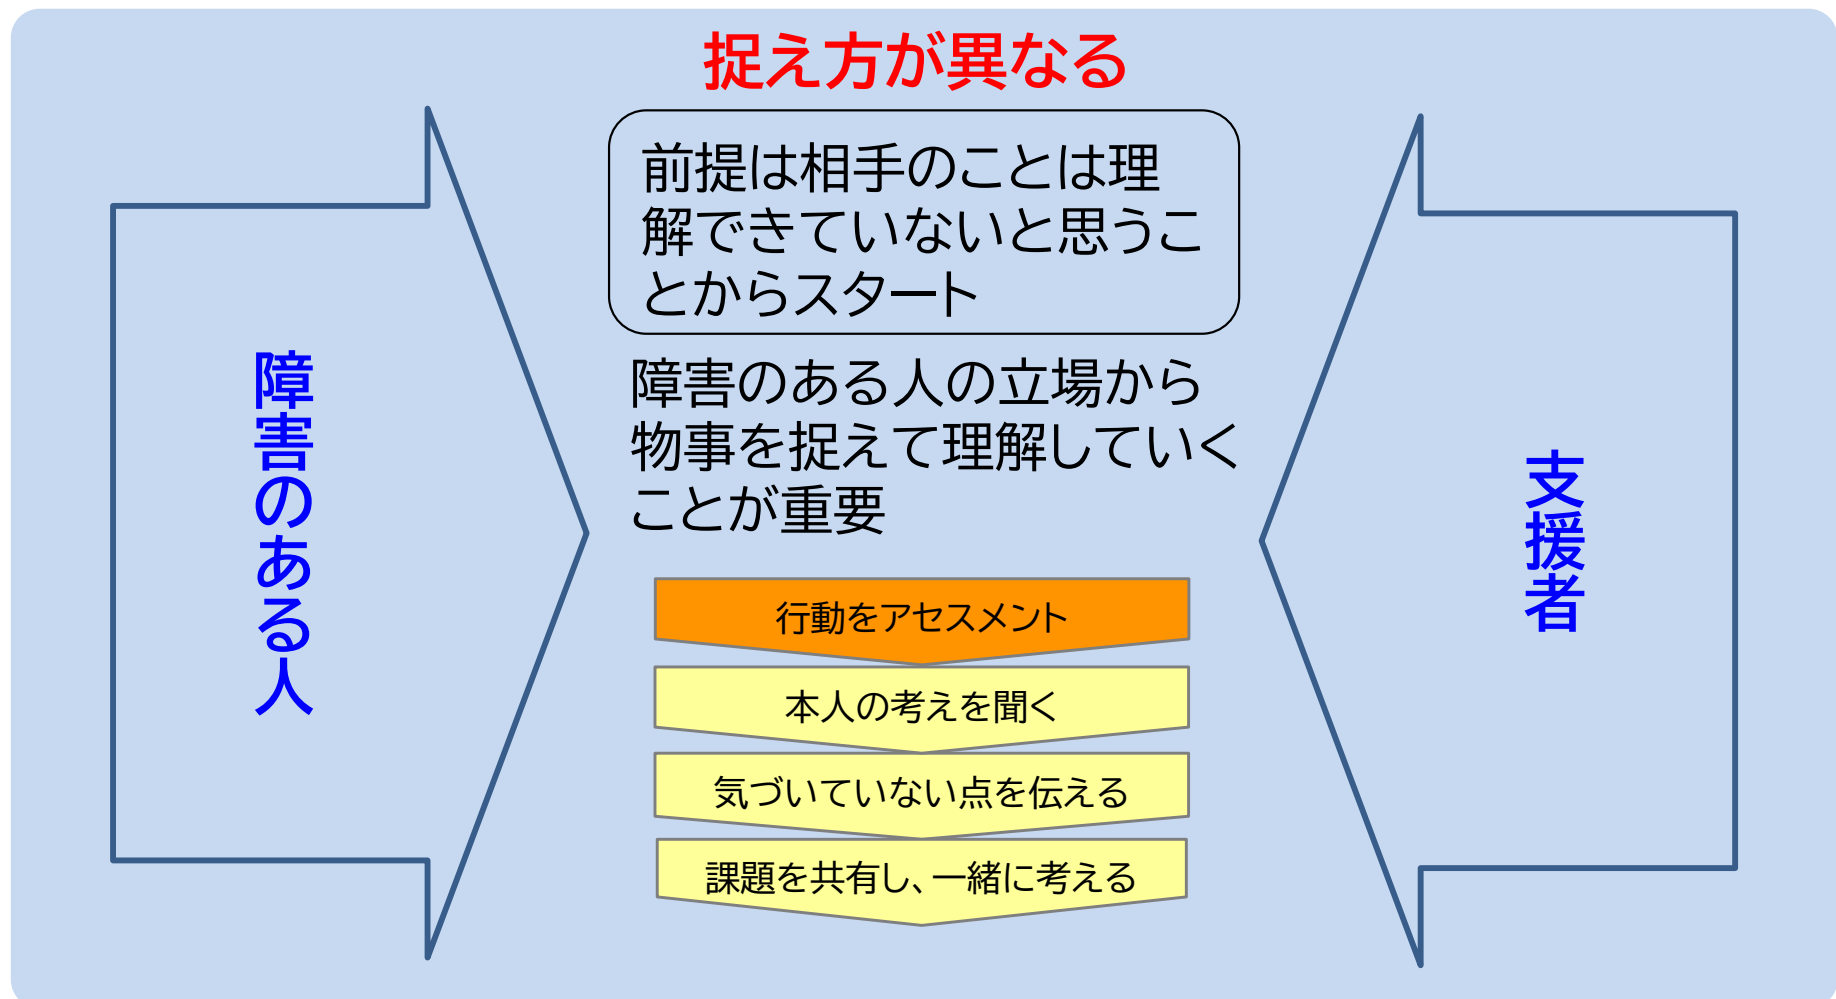 捉え方が異なる
障害のある人
前提は相手のことは理
解できていないと思うこ
とからスタート
障害のある人の立場から
物事を捉えて理解していく
ことが重要
行動をアセスメント
本人の考えを聞く
気づいていない点を伝える
課題を共有し、一緒に考える
支援者